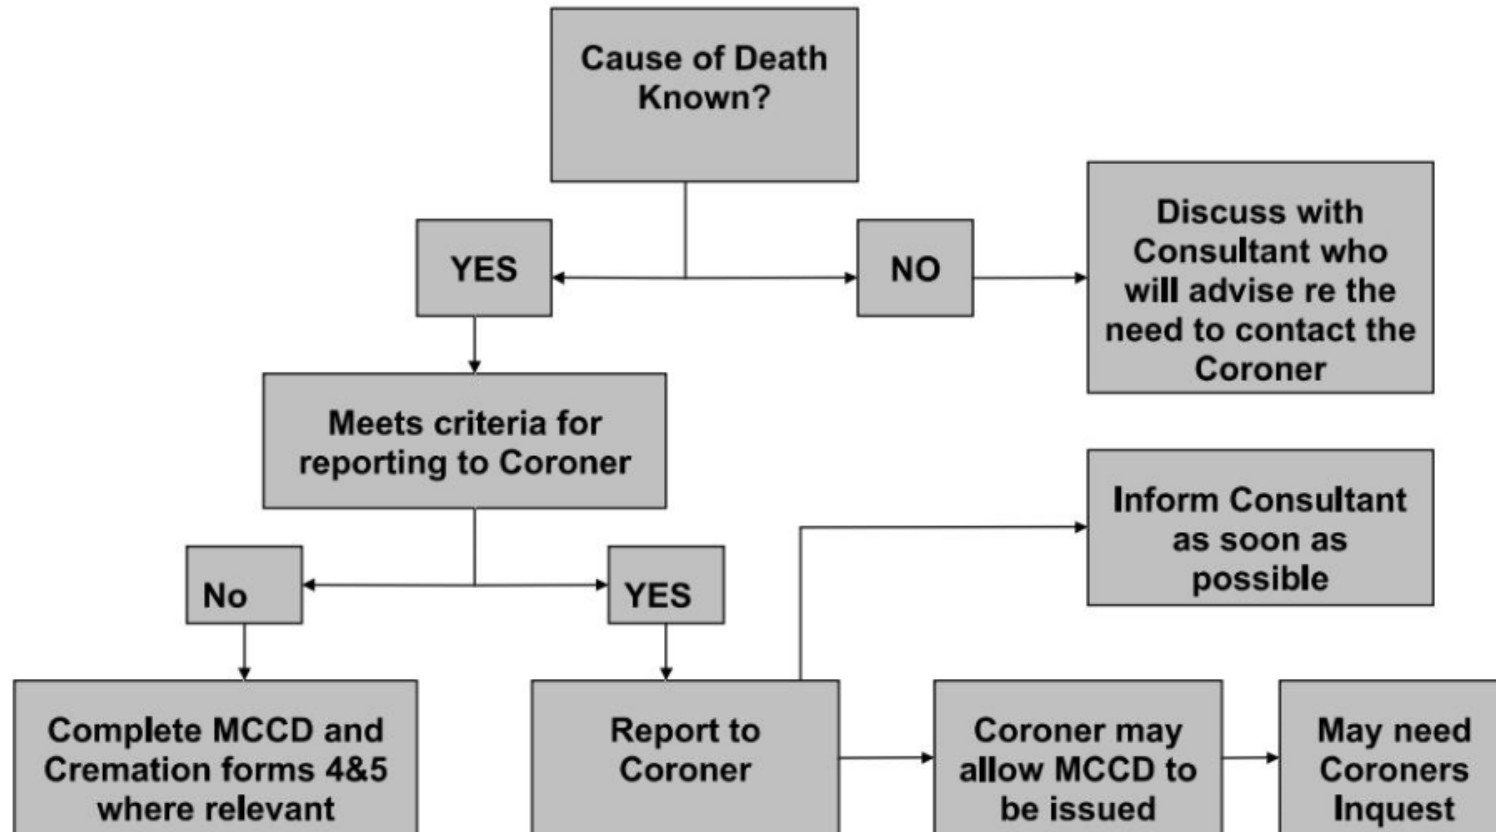 Cause of Death
Known?
YES
NO
Discuss with
Consultant who
will advise re the
need to contact the
Coroner
Meets criteria for
reporting to Coroner
Inform Consultant
as soon as
possible
No
YES
Complete MCCD and
Cremation forms 4&5
where relevant
Report to
Coroner
Coroner may
allow MCCD to
be issued
May need
Coroners
Inquest